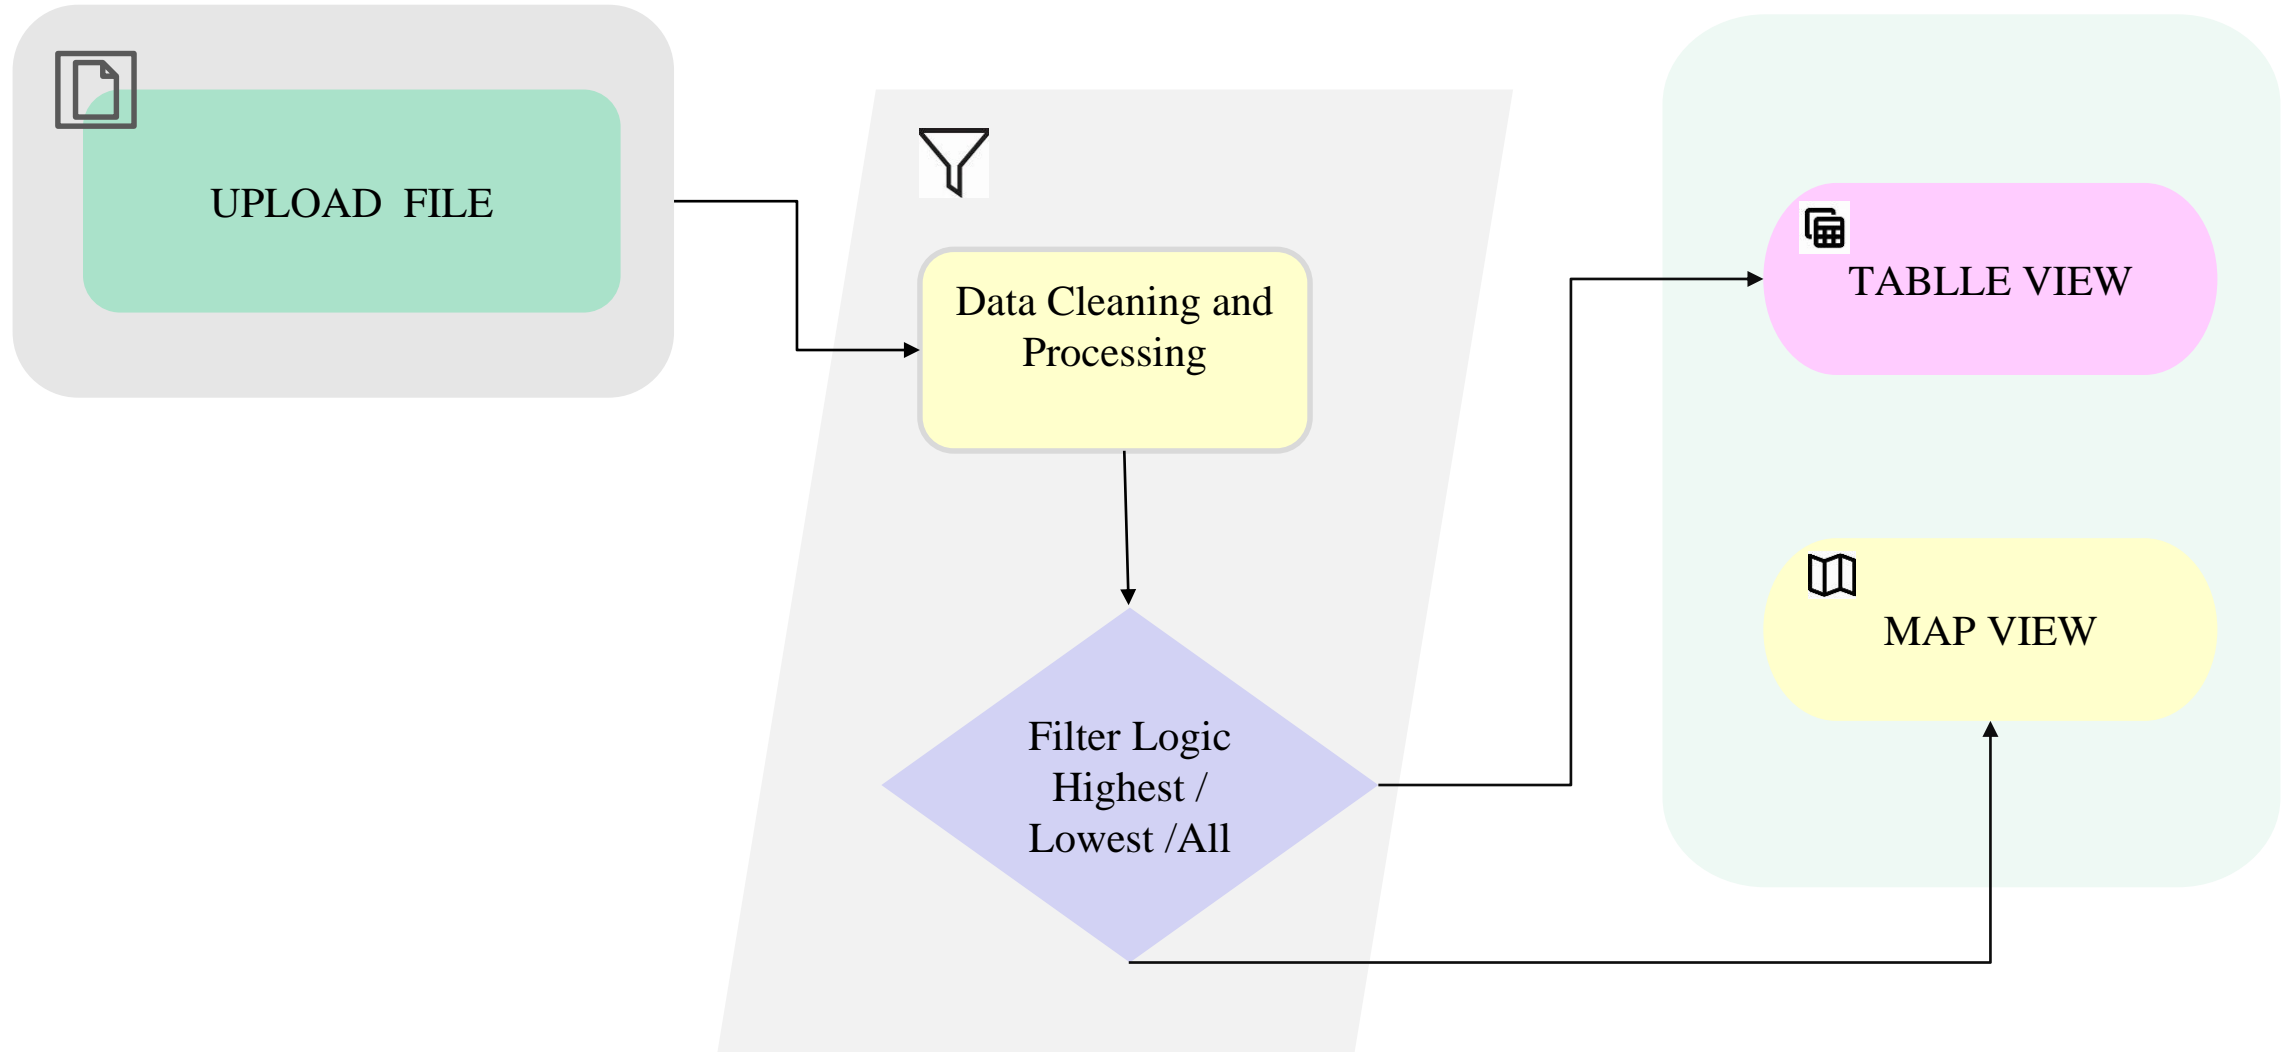 UPLOAD  FILE
Data Cleaning and
Processing
Filter Logic
Highest /
Lowest /All
TABLLE VIEW
MAP VIEW